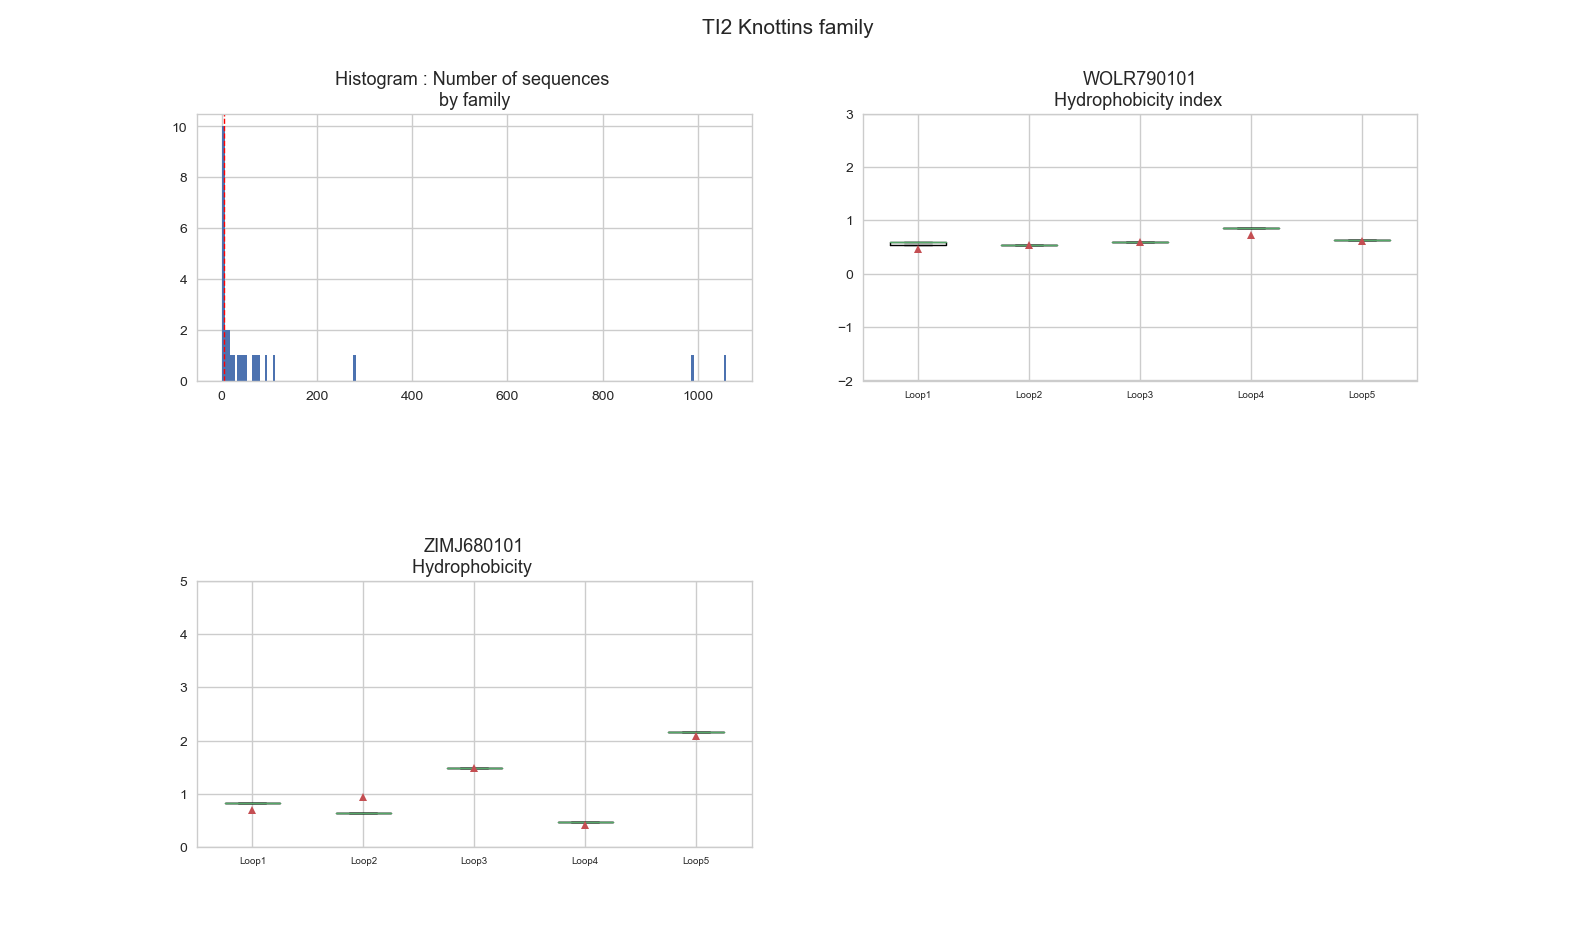 TI2 Knottins family
Histogram : Number of sequences
by family
10
8
6
4
2
0
0 200 400 600 800 1000
WOLR790101
Hydrophobicity index
3
2
1
0
−1
−2
Loop1 Loop2 Loop3 Loop4 Loop5
ZIMJ680101
Hydrophobicity
5
4
3
2
1
0
Loop1 Loop2 Loop3 Loop4 Loop5